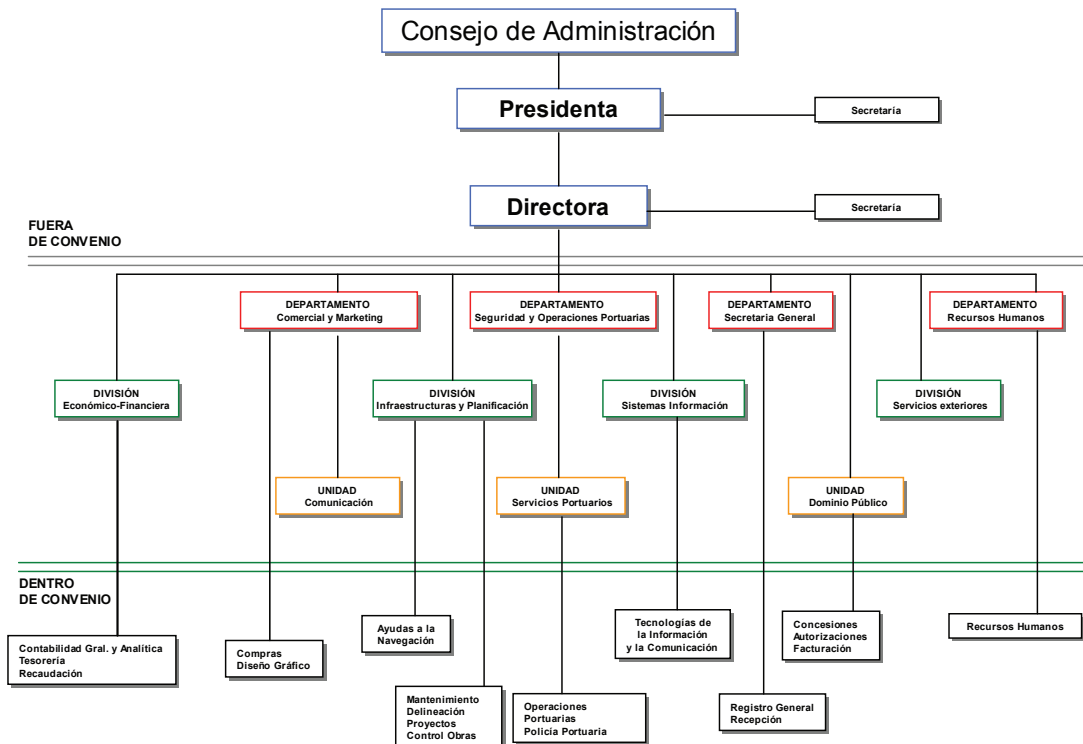 Consejo de Administración
Presidenta
Secretaría
Directora
Secretaría
FUERA
DE CONVENIO
DEPARTAMENTO
Comercial y Marketing
DEPARTAMENTO
Seguridad y Operaciones Portuarias
DEPARTAMENTO
Secretaria General
DEPARTAMENTO
Recursos Humanos
DIVISIÓN
Económico-Financiera
DIVISIÓN
Infraestructuras y Planificación
DIVISIÓN
Sistemas Información
DIVISIÓN
Servicios exteriores
UNIDAD
Comunicación
UNIDAD
Servicios Portuarios
UNIDAD
Dominio Público
DENTRO
DE CONVENIO
Contabilidad Gral. y Analítica
Tesorería
Recaudación
Compras
Diseño Gráfico
Ayudas a la
Navegación
Mantenimiento
Delineación
Proyectos
Control Obras
Operaciones
Portuarias
Policía Portuaria
Tecnologías de
la Información
y la Comunicación
Registro General
Recepción
Concesiones
Autorizaciones
Facturación
Recursos Humanos